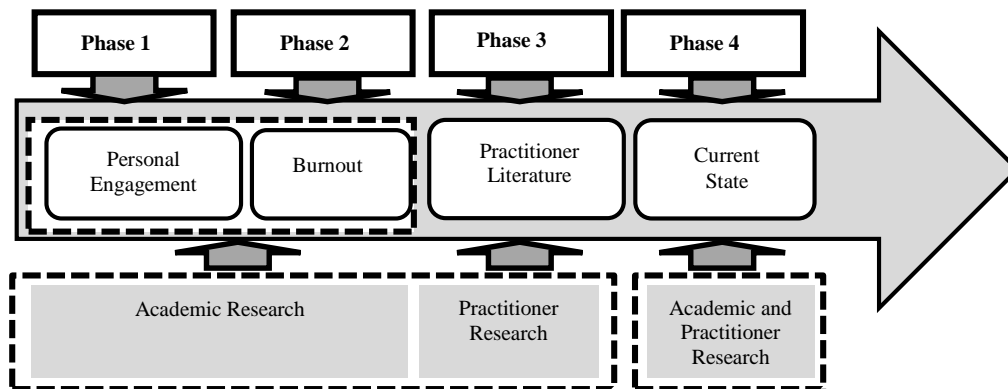 Phase 1
Phase 2
Phase 3
Phase 4
Personal
Engagement
Burnout
Practitioner
Literature
Current
State
Academic Research
Practitioner
Research
Academic and
Practitioner
Research